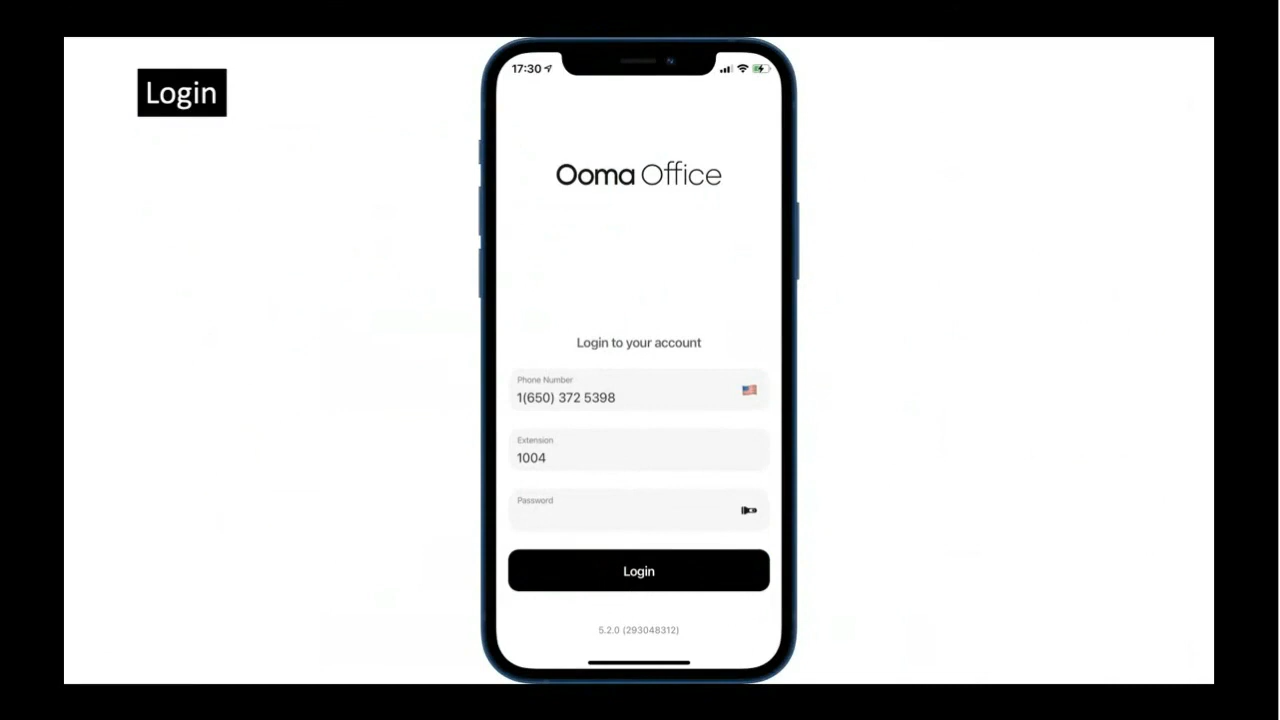 Login
17:30
Ooma Office
Login to your account
Phone Number
1(650) 372 5398
Extension
1004
Password
Login
5.2.0 (293048312)